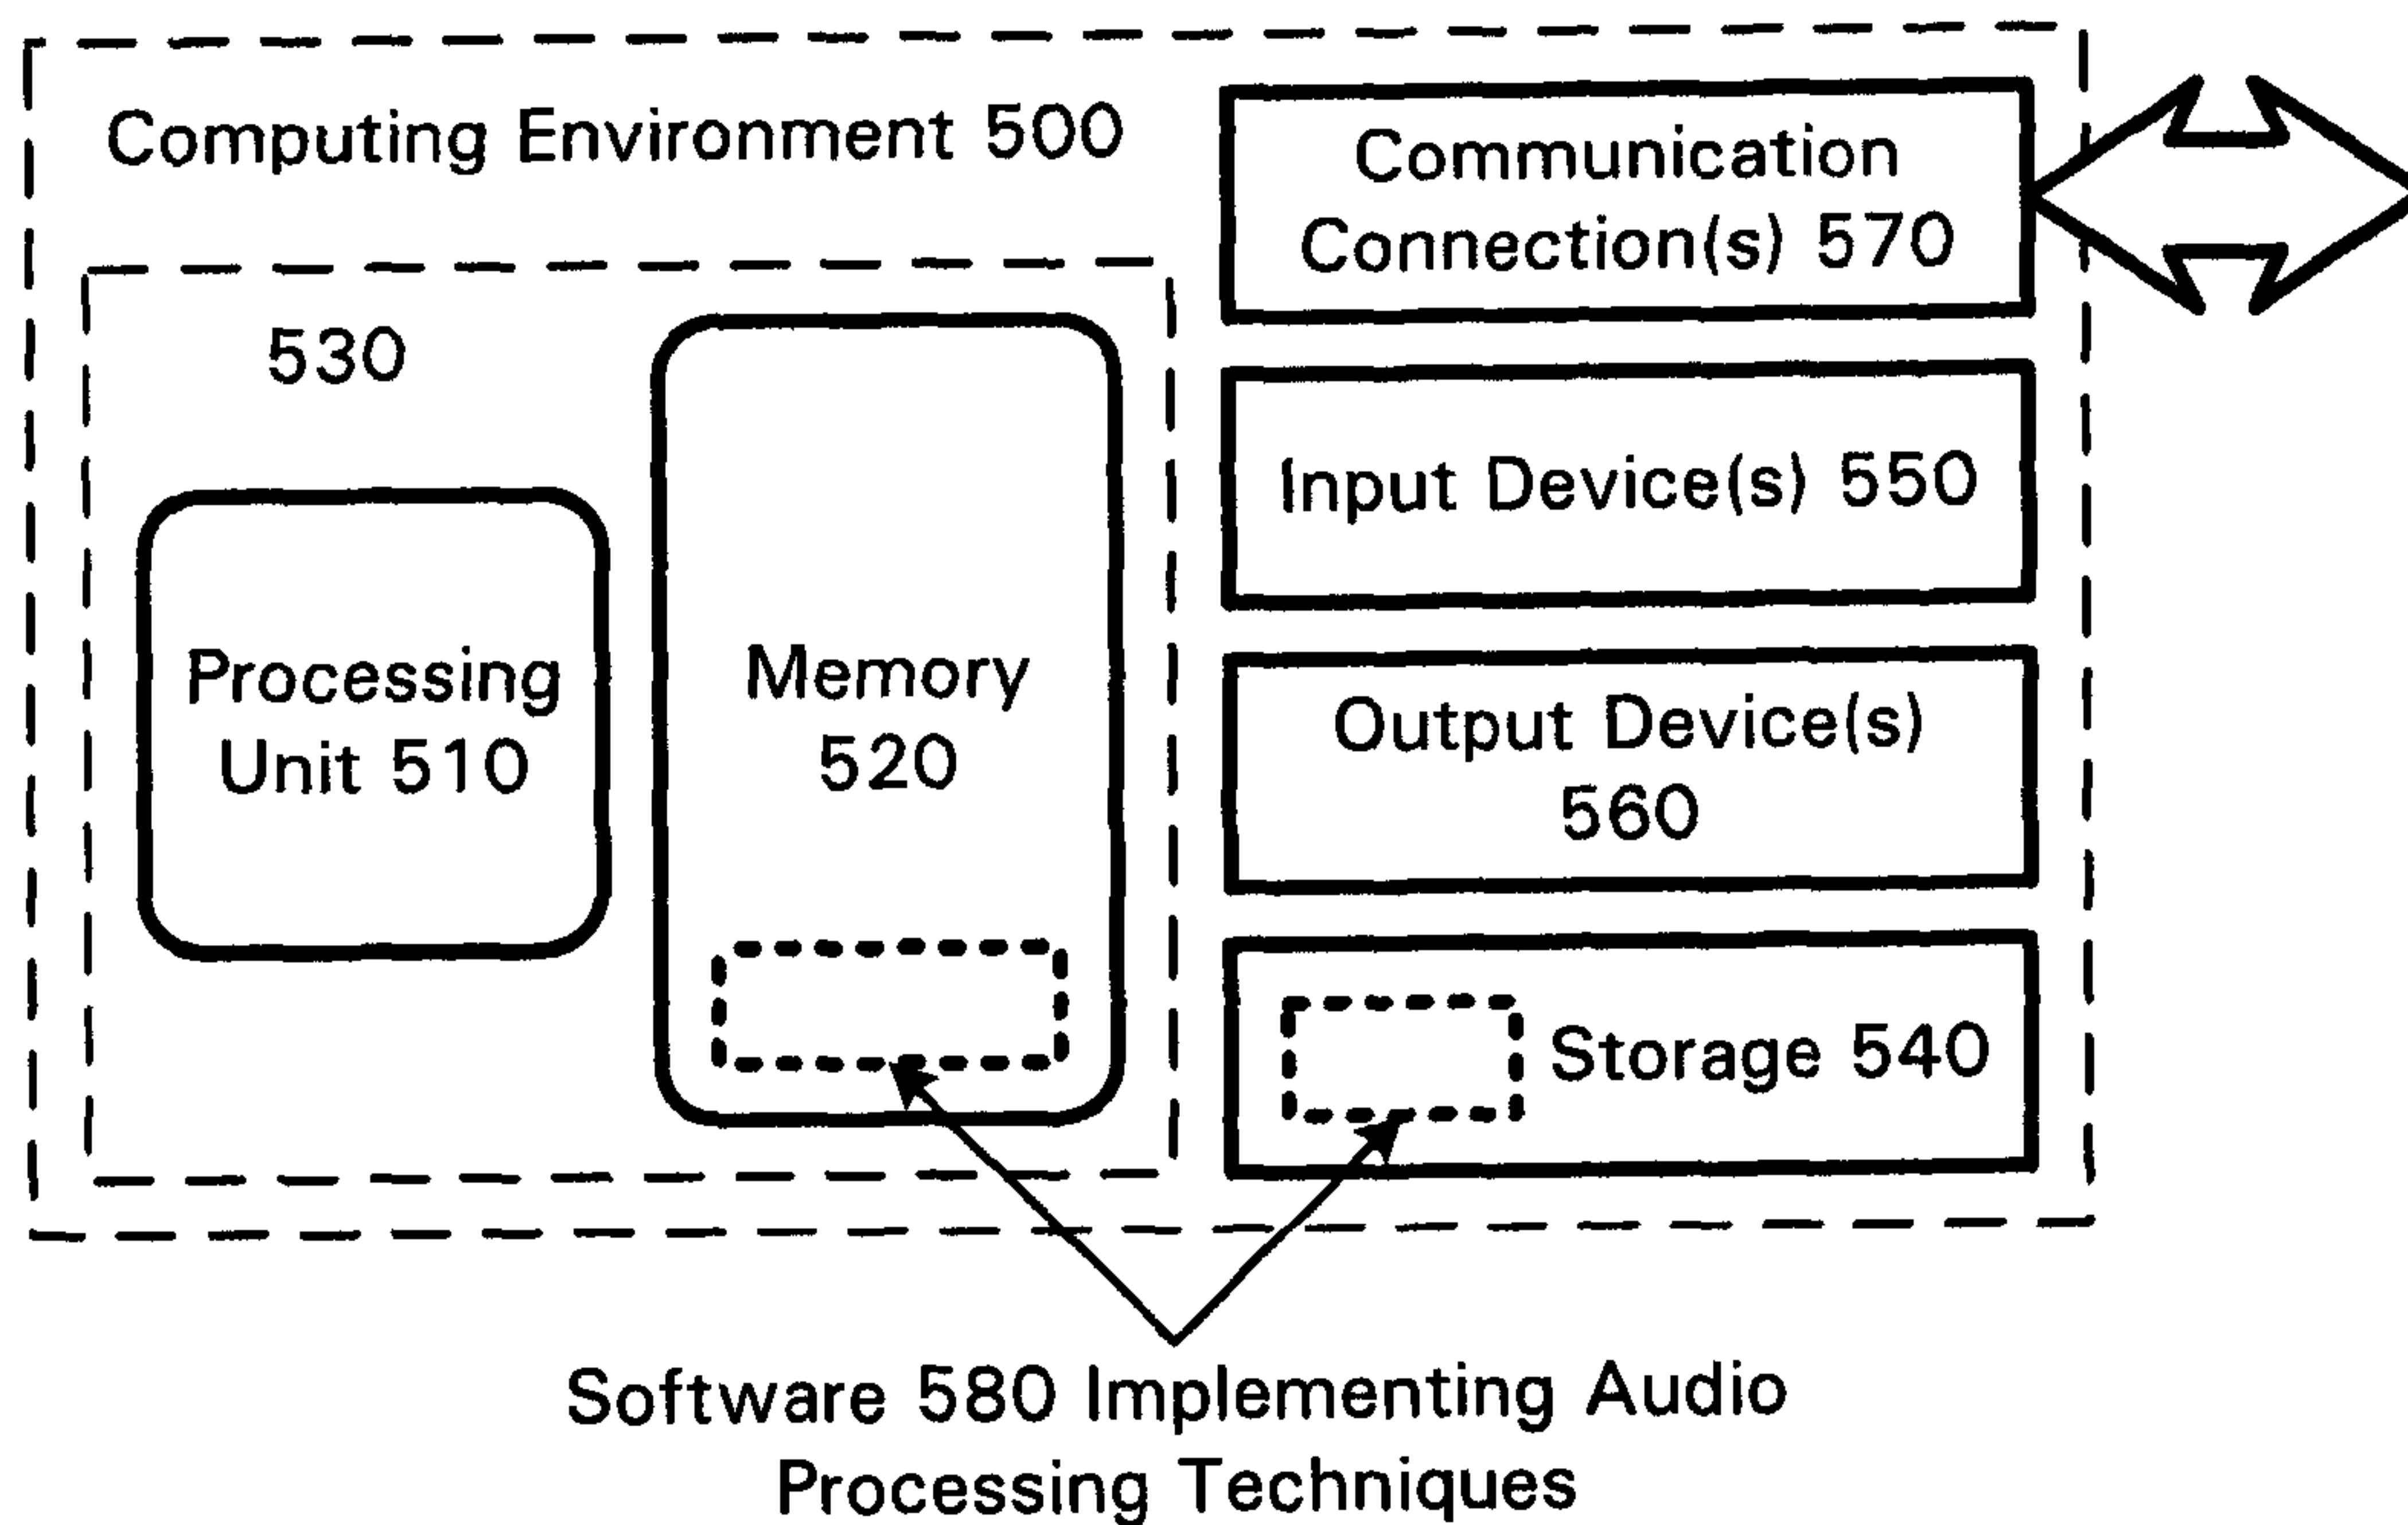 Computing Environment 500
Communication
Connection(s) 570
530
Input Device(s) 550
Processing
Unit 510
Memory
520
Output Device(s)
560
Storage 540
Software 580 Implementing Audio
Processing Techniques